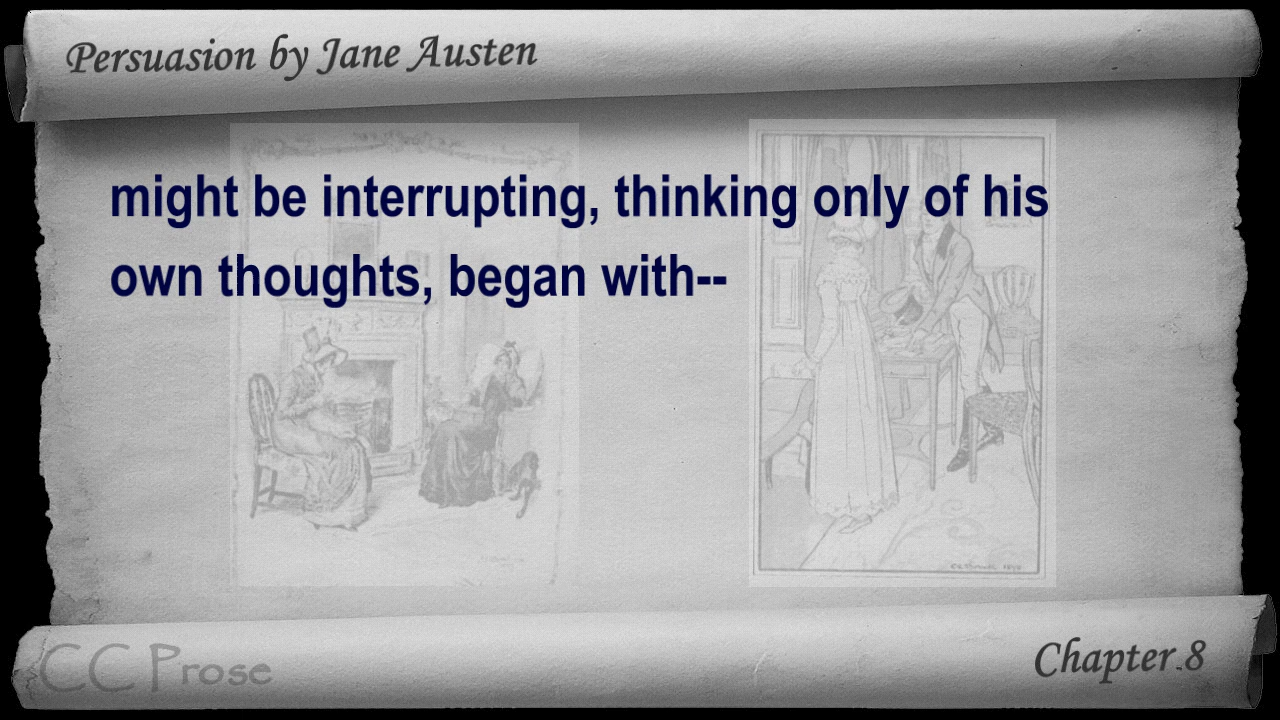 Persuasion by Jane Austen
might be interrupting, thinking only of his
own thoughts, began with--
CC Prose
Chapter 8